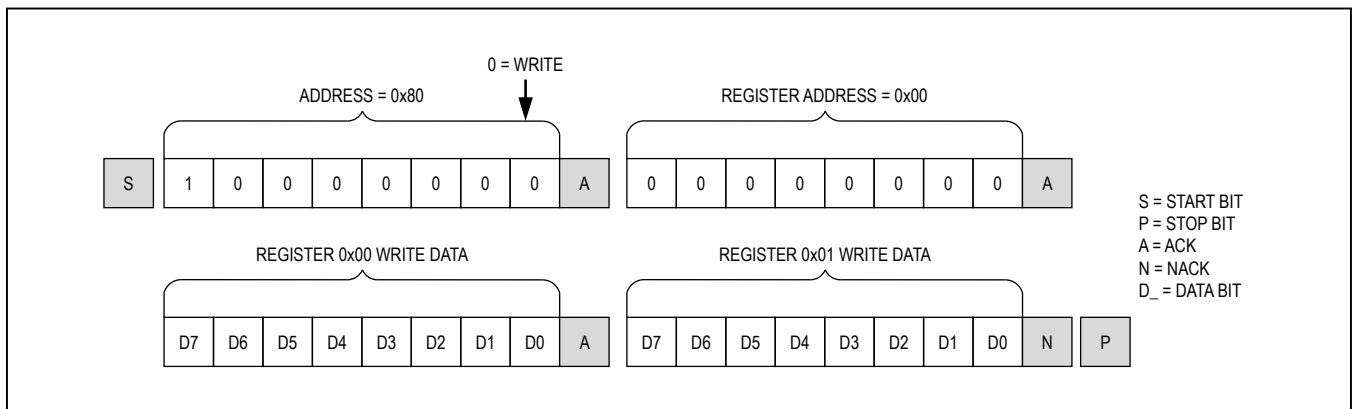 0 = WRITE
ADDRESS = 0x80
REGISTER ADDRESS = 0x00
S 1 0 0 0 0 0 0 0 A 0 0 0 0 0 0 0 0 A
REGISTER 0x00 WRITE DATA
REGISTER 0x01 WRITE DATA
D7 D6 D5 D4 D3 D2 D1 D0 A D7 D6 D5 D4 D3 D2 D1 D0 N P
S = START BIT
P = STOP BIT
A = ACK
N = NACK
D_ = DATA BIT